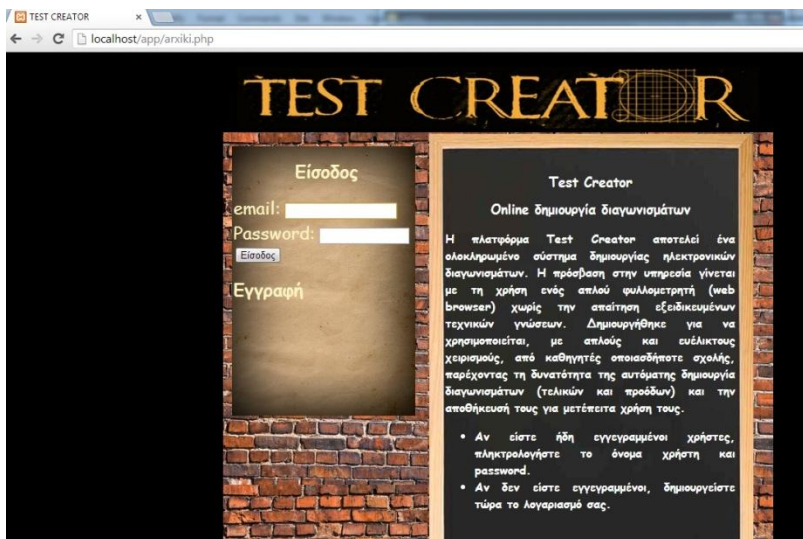 TEST CREATOR
localhost/app/arxiki.php
TEST CREATOR
Είσοδος
email:
Password:
Είσοδος
Εγγραφή
Test Creator
Online δημιουργία διαγωνισμάτων
Η πλατφόρμα Test Creator αποτελεί ένα
ολοκληρωμένο σύστημα δημιουργίας ηλεκτρονικών
διαγωνισμάτων. Η πρόσβαση στην υπηρεσία γίνεται
με τη χρήση ενός απλού φυλλομετρητή (web
browser) χωρίς την απαίτηση εξειδικευμένων
τεχνικών γνώσεων. Δημιουργήθηκε για να
χρησιμοποιείται, με απλούς και ευέλικτους
χειρισμούς, από καθηγητές οποιασδήποτε σχολής,
παρέχοντας τη δυνατότητα της αυτόματης δημιουργία
διαγωνισμάτων (τελικών και προόδων) και την
αποθήκευσή τους για μετέπειτα χρήση τους.
• Αν είστε ήδη εγγεγραμμένοι χρήστες,
πληκτρολογήστε το όνομα χρήστη και
password.
• Αν δεν είστε εγγεγραμμένοι, δημιουργείστε
τώρα το λογαριασμό σας.